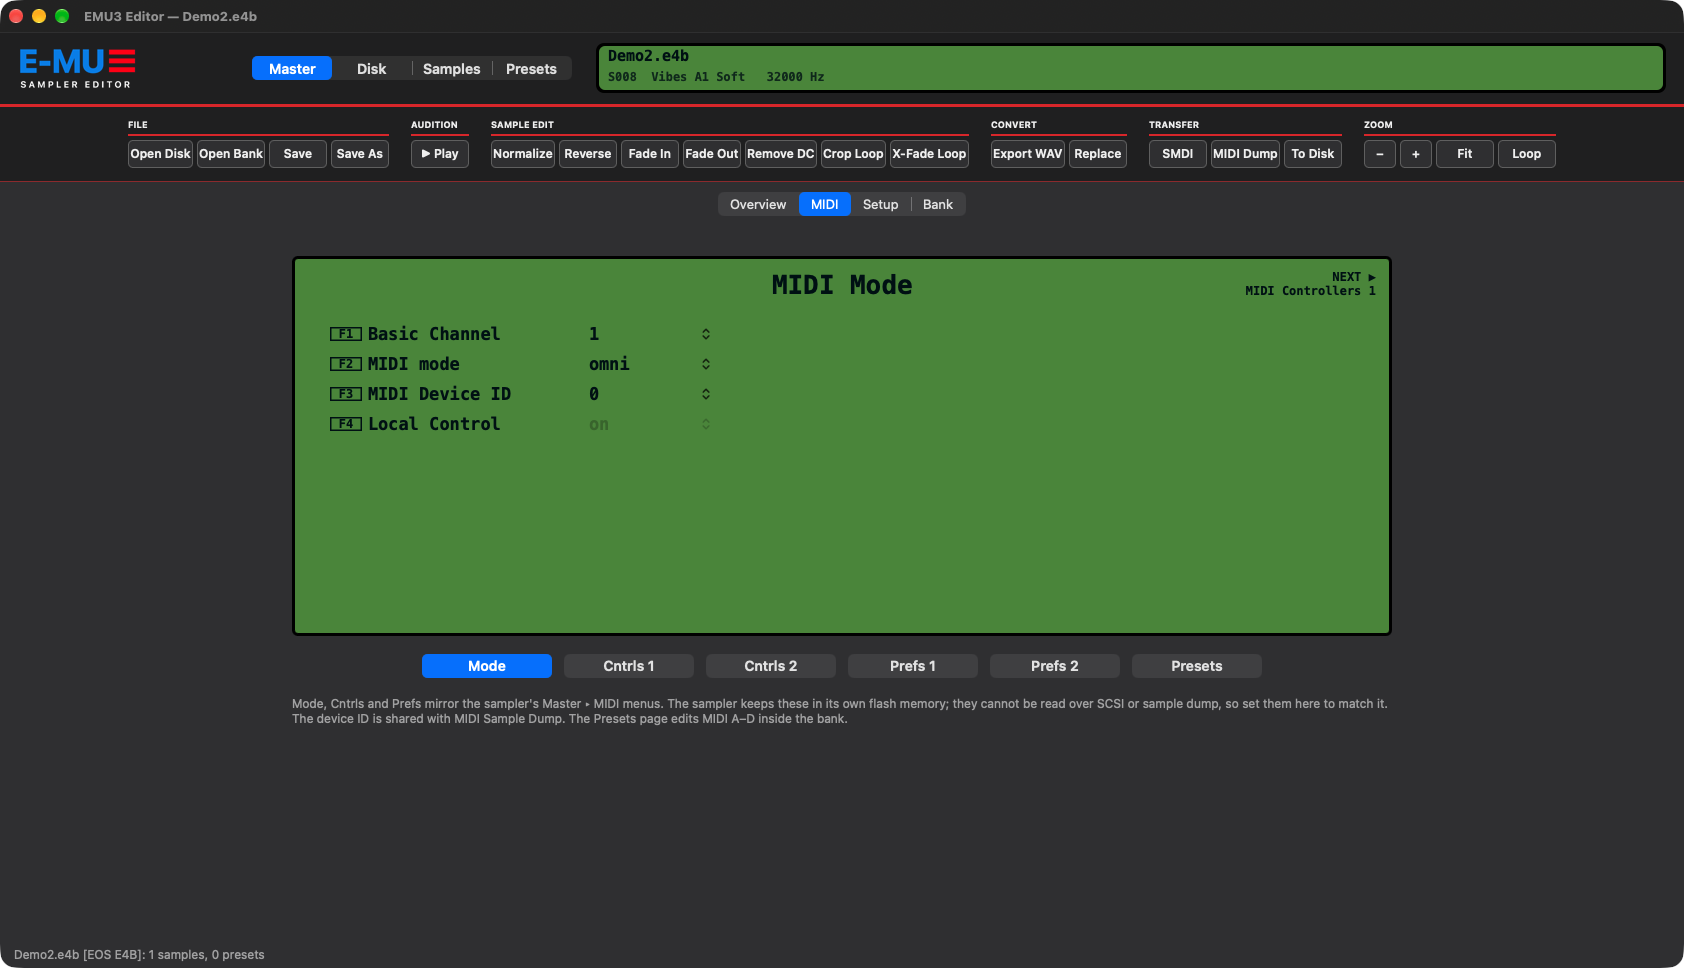 EMU3 Editor — Demo2.e4b
E-MU
SAMPLER EDITOR
Master Disk Samples Presets
Demo2.e4b
S008 Vibes A1 Soft 32000 Hz
FILE AUDITION SAMPLE EDIT CONVERT TRANSFER ZOOM
Open Disk Open Bank Save Save As ▶ Play Normalize Reverse Fade In Fade Out Remove DC Crop Loop X-Fade Loop Export WAV Replace SMDI MIDI Dump To Disk − + Fit Loop
Overview MIDI Setup Bank
MIDI Mode
NEXT ▶
MIDI Controllers 1
F1 Basic Channel 1
F2 MIDI mode omni
F3 MIDI Device ID 0
F4 Local Control on
Mode Cntrls 1 Cntrls 2 Prefs 1 Prefs 2 Presets
Mode, Cntrls and Prefs mirror the sampler's Master ▸ MIDI menus. The sampler keeps these in its own flash memory; they cannot be read over SCSI or sample dump, so set them here to match it.
The device ID is shared with MIDI Sample Dump. The Presets page edits MIDI A–D inside the bank.
Demo2.e4b [EOS E4B]: 1 samples, 0 presets